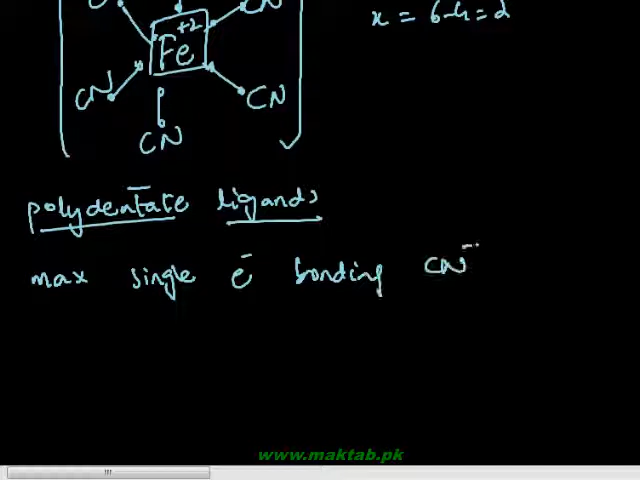 CN
x = 6-4 = 2
Fe +2
CN
CN
CN
polydentate ligands
max single e⁻ bonding CN⁻
www.maktab.pk